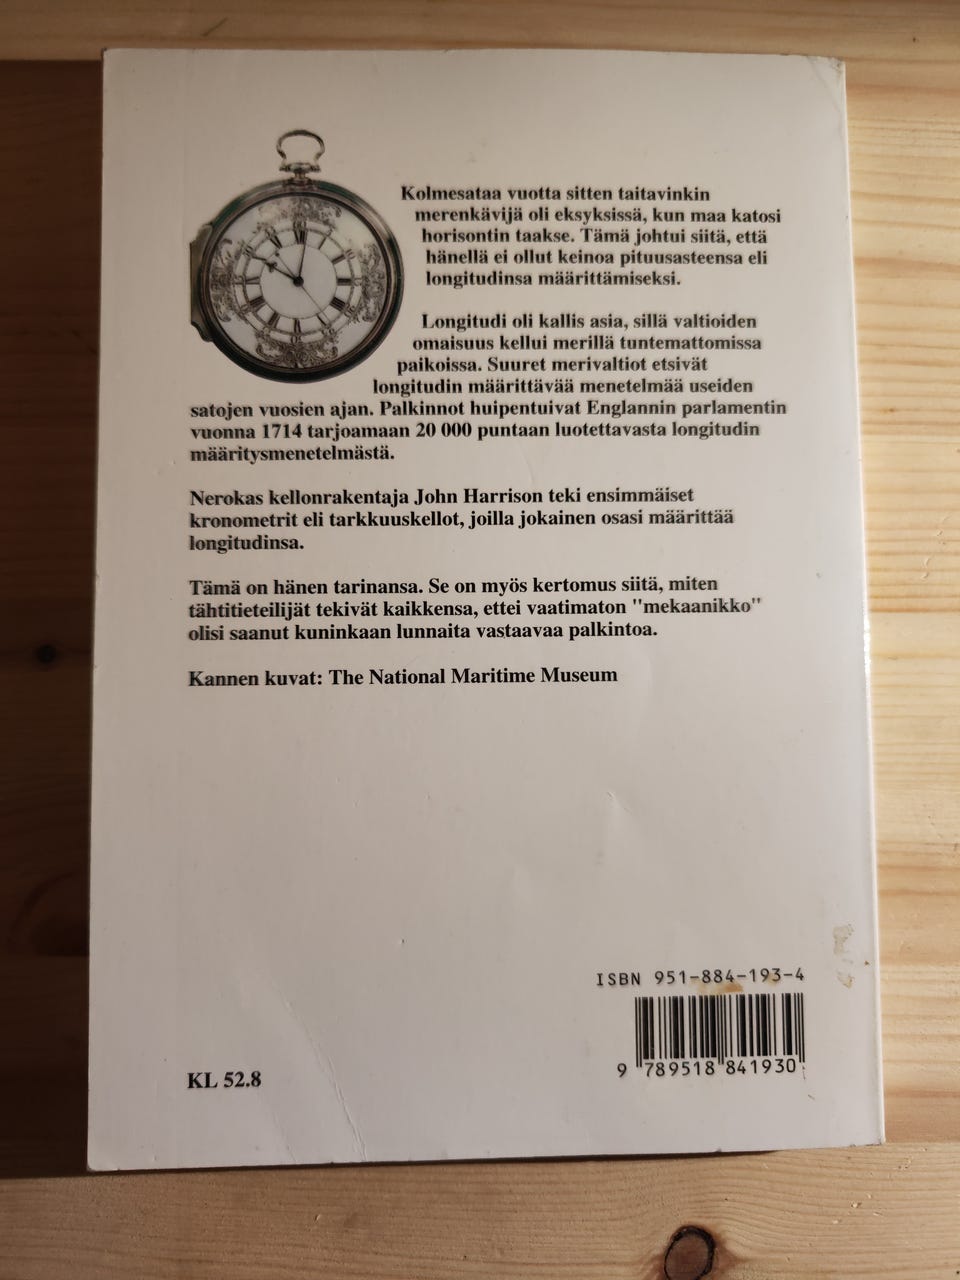 Kolmesataa vuotta sitten taitavinkin
merenkävijä oli eksyksissä, kun maa katosi
horisontin taakse. Tämä johtui siitä, että
hänellä ei ollut keinoa pituusasteensa eli
longitudinsa määrittämiseksi.
Longitudi oli kallis asia, sillä valtioiden
omaisuus kellui merillä tuntemattomissa
paikoissa. Suuret merivaltiot etsivät
longitudin määrittävää menetelmää useiden
satojen vuosien ajan. Palkinnot huipentuivat Englannin parlamentin
vuonna 1714 tarjoamaan 20 000 puntaan luotettavasta longitudin
määritysmenetelmästä.
Nerokas kellonrakentaja John Harrison teki ensimmäiset
kronometrit eli tarkkuuskellot, joilla jokainen osasi määrittää
longitudinsa.
Tämä on hänen tarinansa. Se on myös kertomus siitä, miten
tähtitieteilijät tekivät kaikkensa, ettei vaatimaton "mekaanikko"
olisi saanut kuninkaan lunnaita vastaavaa palkintoa.
Kannen kuvat: The National Maritime Museum
ISBN 951-884-193-4
9 789518 841930
KL 52.8